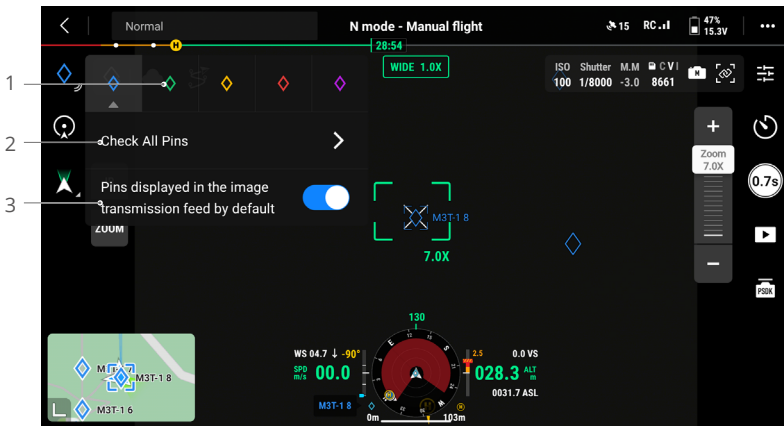 Normal
N mode - Manual flight
15
RC
47%
15.3V
H
28:54
1
WIDE 1.0X
ISO Shutter M.M C V I
100 1/8000 -3.0 8661
2
Check All Pins
+
Zoom
7.0X
3
Pins displayed in the image
transmission feed by default
0.7s
ZOOM
M3T-1 8
7.0X
−
PSDK
130
E
S
12
15
WS 04.7 ↓ -90°
2.5
0.0 VS
SPD
m/s
00.0
028.3
ALT
m
0031.7 ASL
M3T-1 8
N
H
0m
103m
M3T-1 8
M3T-1 6
L